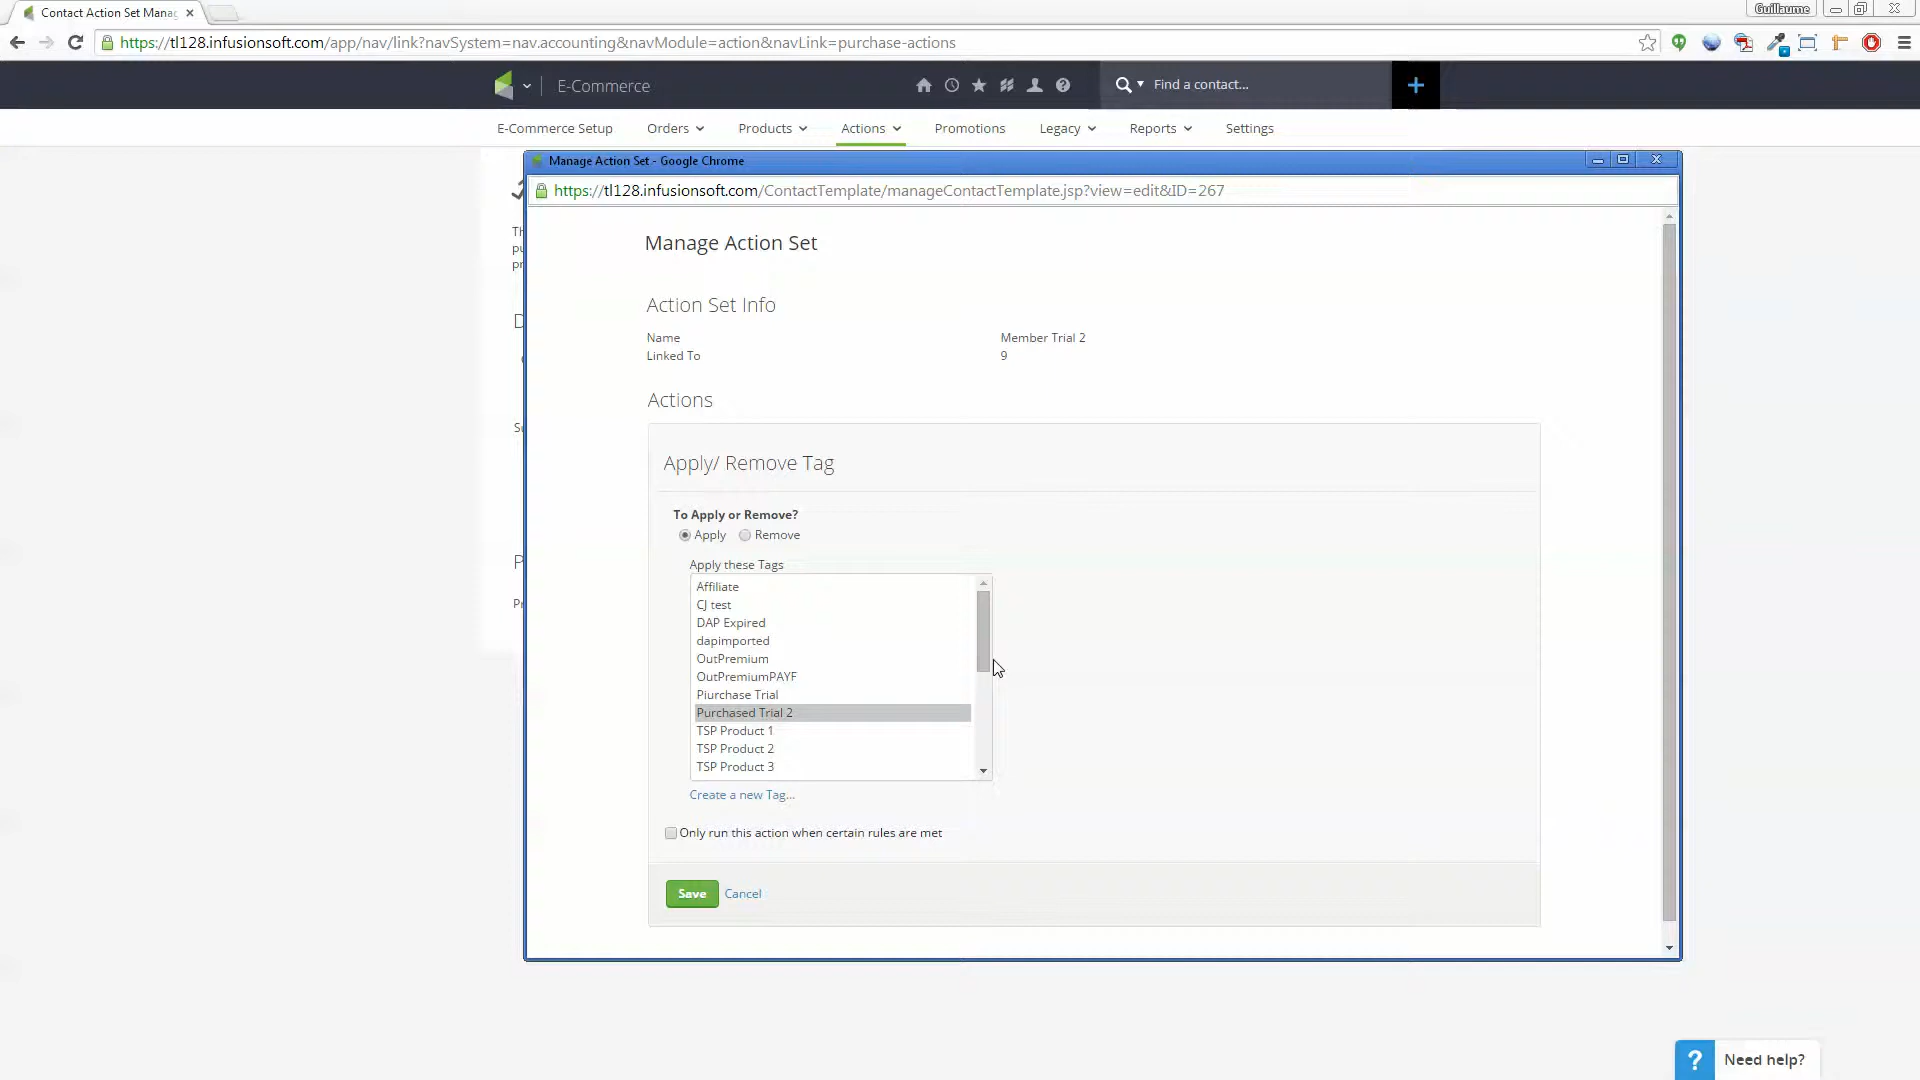 Contact Action Set Mana
Guillaume
https://tl128.infusionsoft.com/app/nav/link?navSystem=nav.accounting&navModule=action&navLink=purchase-actions
E-Commerce
Find a contact...
E-Commerce Setup
Orders
Products
Actions
Promotions
Legacy
Reports
Settings
Manage Action Set - Google Chrome
https://tl128.infusionsoft.com/ContactTemplate/manageContactTemplate.jsp?view=edit&ID=267
Manage Action Set
Action Set Info
Name Member Trial 2
Linked To 9
Actions
Apply/ Remove Tag
To Apply or Remove?
Apply Remove
Apply these Tags
Affiliate
CJ test
DAP Expired
dapimported
OutPremium
OutPremiumPAYF
Piurchase Trial
Purchased Trial 2
TSP Product 1
TSP Product 2
TSP Product 3
Create a new Tag...
Only run this action when certain rules are met
Save Cancel
? Need help?